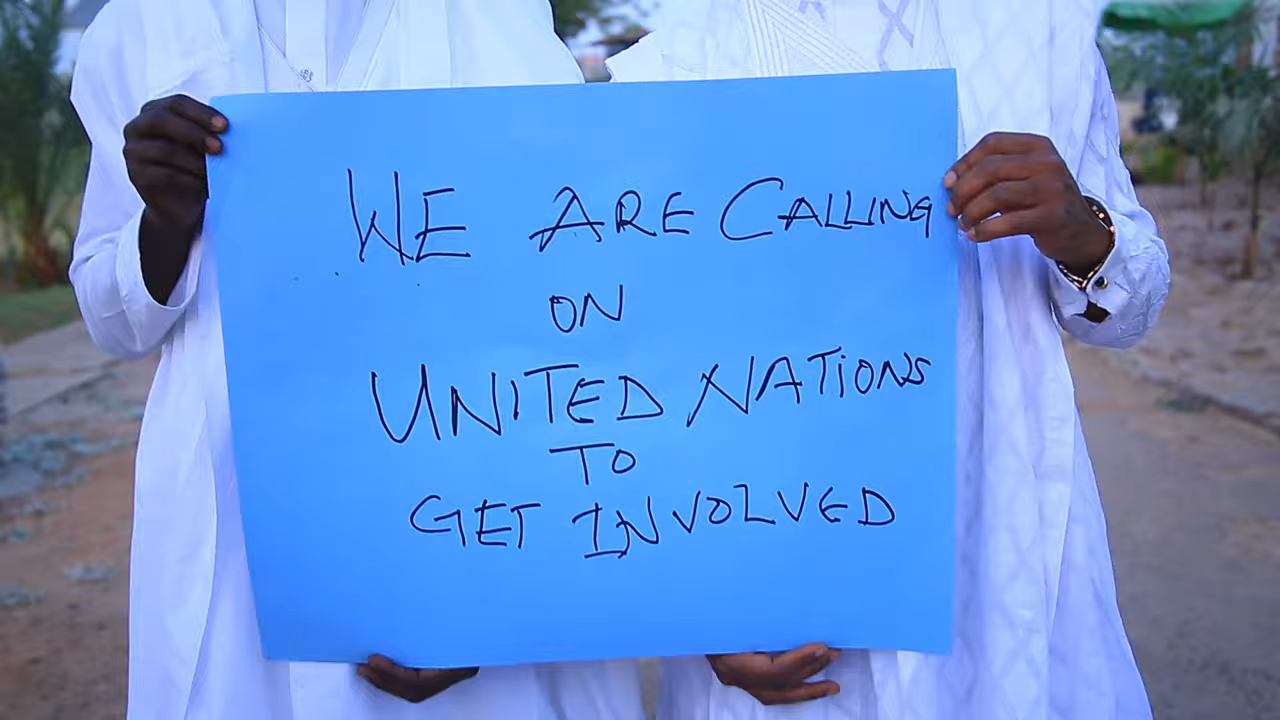 WE ARE CALLING
ON
UNITED NATIONS
TO
GET INVOLVED